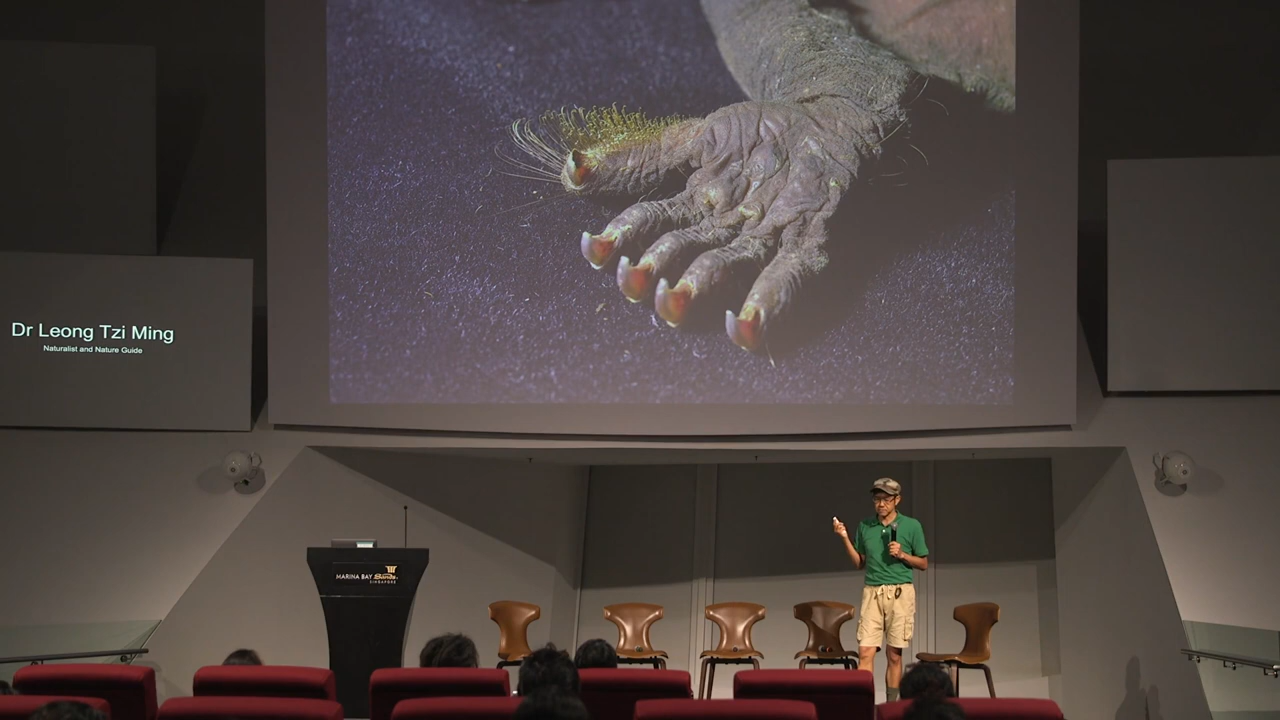 Dr Leong Tzi Ming
Naturalist and Nature Guide
MARINA BAY Sands
SINGAPORE